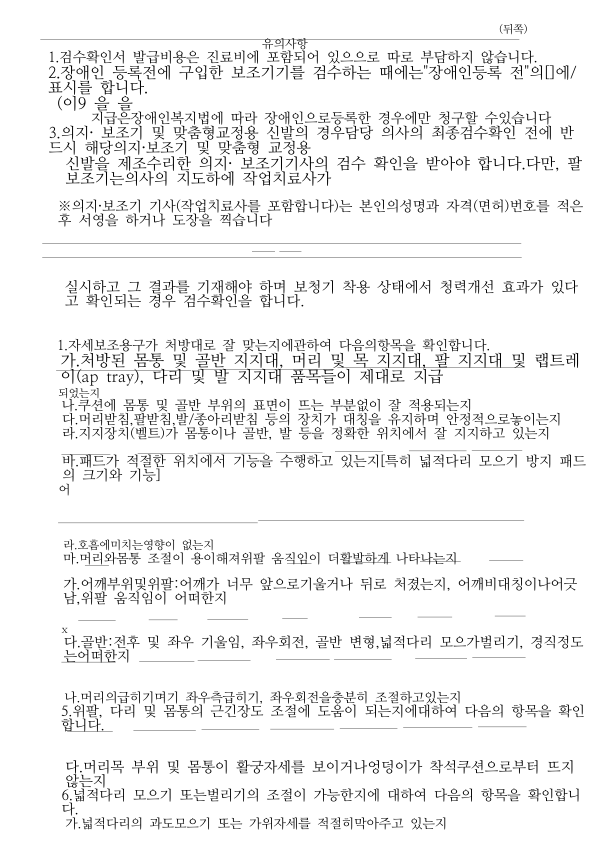 (뒤쪽)
유의사항
1.검수확인서 발급비용은 진료비에 포함되어 있으으로 따로 부담하지 않습니다.
2.장애인 등록전에 구입한 보조기기를 검수하는 때에는"장애인등록 전"의[]에/
표시를 합니다.
(이9 을 을
지급은장애인복지법에 따라 장애인으로등록한 경우에만 청구할 수있습니다
3.의지· 보조기 및 맞춤형교정용 신발의 경우담당 의사의 최종검수확인 전에 반
드시 해당의지·보조기 및 맞춤형 교정용
신발을 제조수리한 의지· 보조기기사의 검수 확인을 받아야 합니다.다만, 팔
보조기는의사의 지도하에 작업치료사가
※의지·보조기 기사(작업치료사를 포함합니다)는 본인의성명과 자격(면허)번호를 적은
후 서영을 하거나 도장을 찍습니다
실시하고 그 결과를 기재해야 하며 보청기 착용 상태에서 청력개선 효과가 있다
고 확인되는 경우 검수확인을 합니다.
1.자세보조용구가 처방대로 잘 맞는지에관하여 다음의항목을 확인합니다.
가.처방된 몸통 및 골반 지지대, 머리 및 목 지지대, 팔 지지대 및 랩트레
이(ap tray), 다리 및 발 지지대 품목들이 제대로 지급
되었는지
나.쿠션에 몸통 및 골반 부위의 표면이 뜨는 부분없이 잘 적용되는지
다.머리받침,팔받침,발/종아리받침 등의 장치가 대칭을 유지하며 안정적으로놓이는지
라.지지장치(벨트)가 몸통이나 골반, 발 등을 정확한 위치에서 잘 지지하고 있는지
바.패드가 적절한 위치에서 기능을 수행하고 있는지[특히 넓적다리 모으기 방지 패드
의 크기와 기능]
어
라.호흡에미치는영향이 없는지
마.머리와몸통 조절이 용이해져위팔 움직임이 더활발하게 나타나는지
가.어깨부위및위팔:어깨가 너무 앞으로기울거나 뒤로 처졌는지, 어깨비대칭이나어긋
남,위팔 움직임이 어떠한지
x
다.골반:전후 및 좌우 기울임, 좌우회전, 골반 변형,넓적다리 모으가벌리기, 경직정도
는어떠한지
나.머리의급히기며기 좌우측급히기, 좌우회전을충분히 조절하고있는지
5.위팔, 다리 및 몸통의 근긴장도 조절에 도움이 되는지에대하여 다음의 항목을 확인
합니다.
다.머리목 부위 및 몸통이 활궁자세를 보이거나엉덩이가 착석쿠션으로부터 뜨지
않는지
6.넓적다리 모으기 또는벌리기의 조절이 가능한지에 대하여 다음의 항목을 확인합니
다.
가.넓적다리의 과도모으기 또는 가위자세를 적절히막아주고 있는지